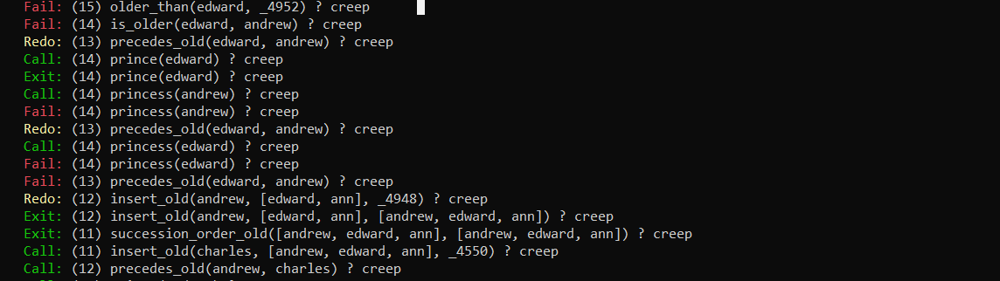 Fail: (15) older_than(edward, _4952) ? creep
Fail: (14) is_older(edward, andrew) ? creep
Redo: (13) precedes_old(edward, andrew) ? creep
Call: (14) prince(edward) ? creep
Exit: (14) prince(edward) ? creep
Call: (14) princess(andrew) ? creep
Fail: (14) princess(andrew) ? creep
Redo: (13) precedes_old(edward, andrew) ? creep
Call: (14) princess(edward) ? creep
Fail: (14) princess(edward) ? creep
Fail: (13) precedes_old(edward, andrew) ? creep
Redo: (12) insert_old(andrew, [edward, ann], _4948) ? creep
Exit: (12) insert_old(andrew, [edward, ann], [andrew, edward, ann]) ? creep
Exit: (11) succession_order_old([andrew, edward, ann], [andrew, edward, ann]) ? creep
Call: (11) insert_old(charles, [andrew, edward, ann], _4550) ? creep
Call: (12) precedes_old(andrew, charles) ? creep